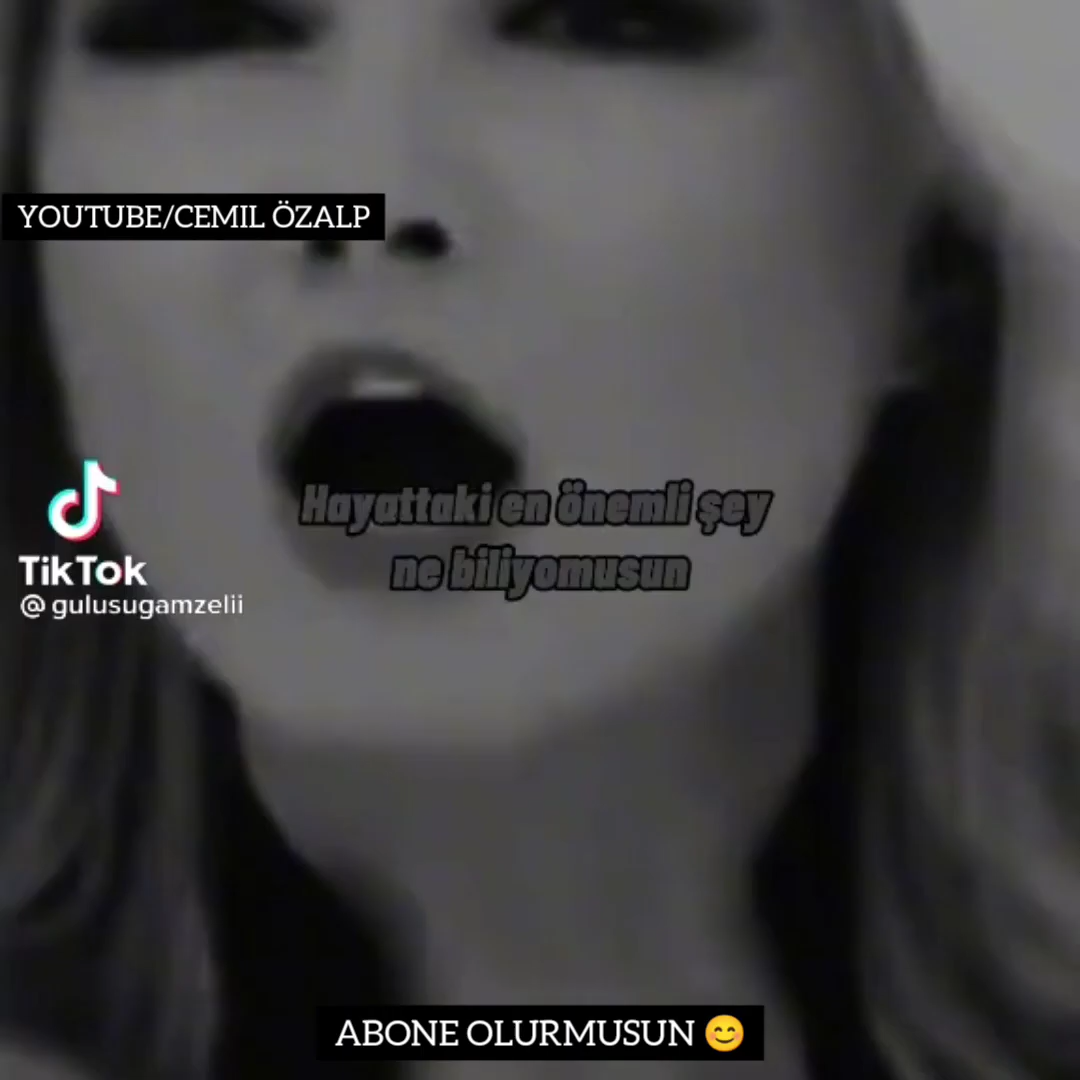 YOUTUBE/CEMIL ÖZALP
Hayattaki en önemli şey
ne biliyomusun
TikTok
@gulusugamzelii
ABONE OLURMUSUN 😊